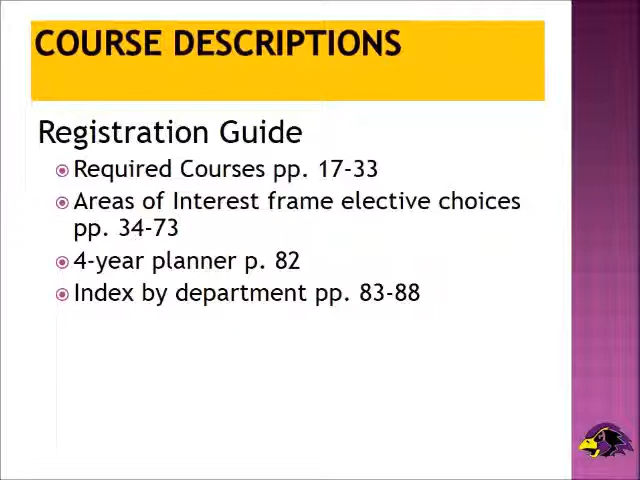 COURSE DESCRIPTIONS
Registration Guide
Required Courses pp. 17-33
Areas of Interest frame elective choices
pp. 34-73
4-year planner p. 82
Index by department pp. 83-88